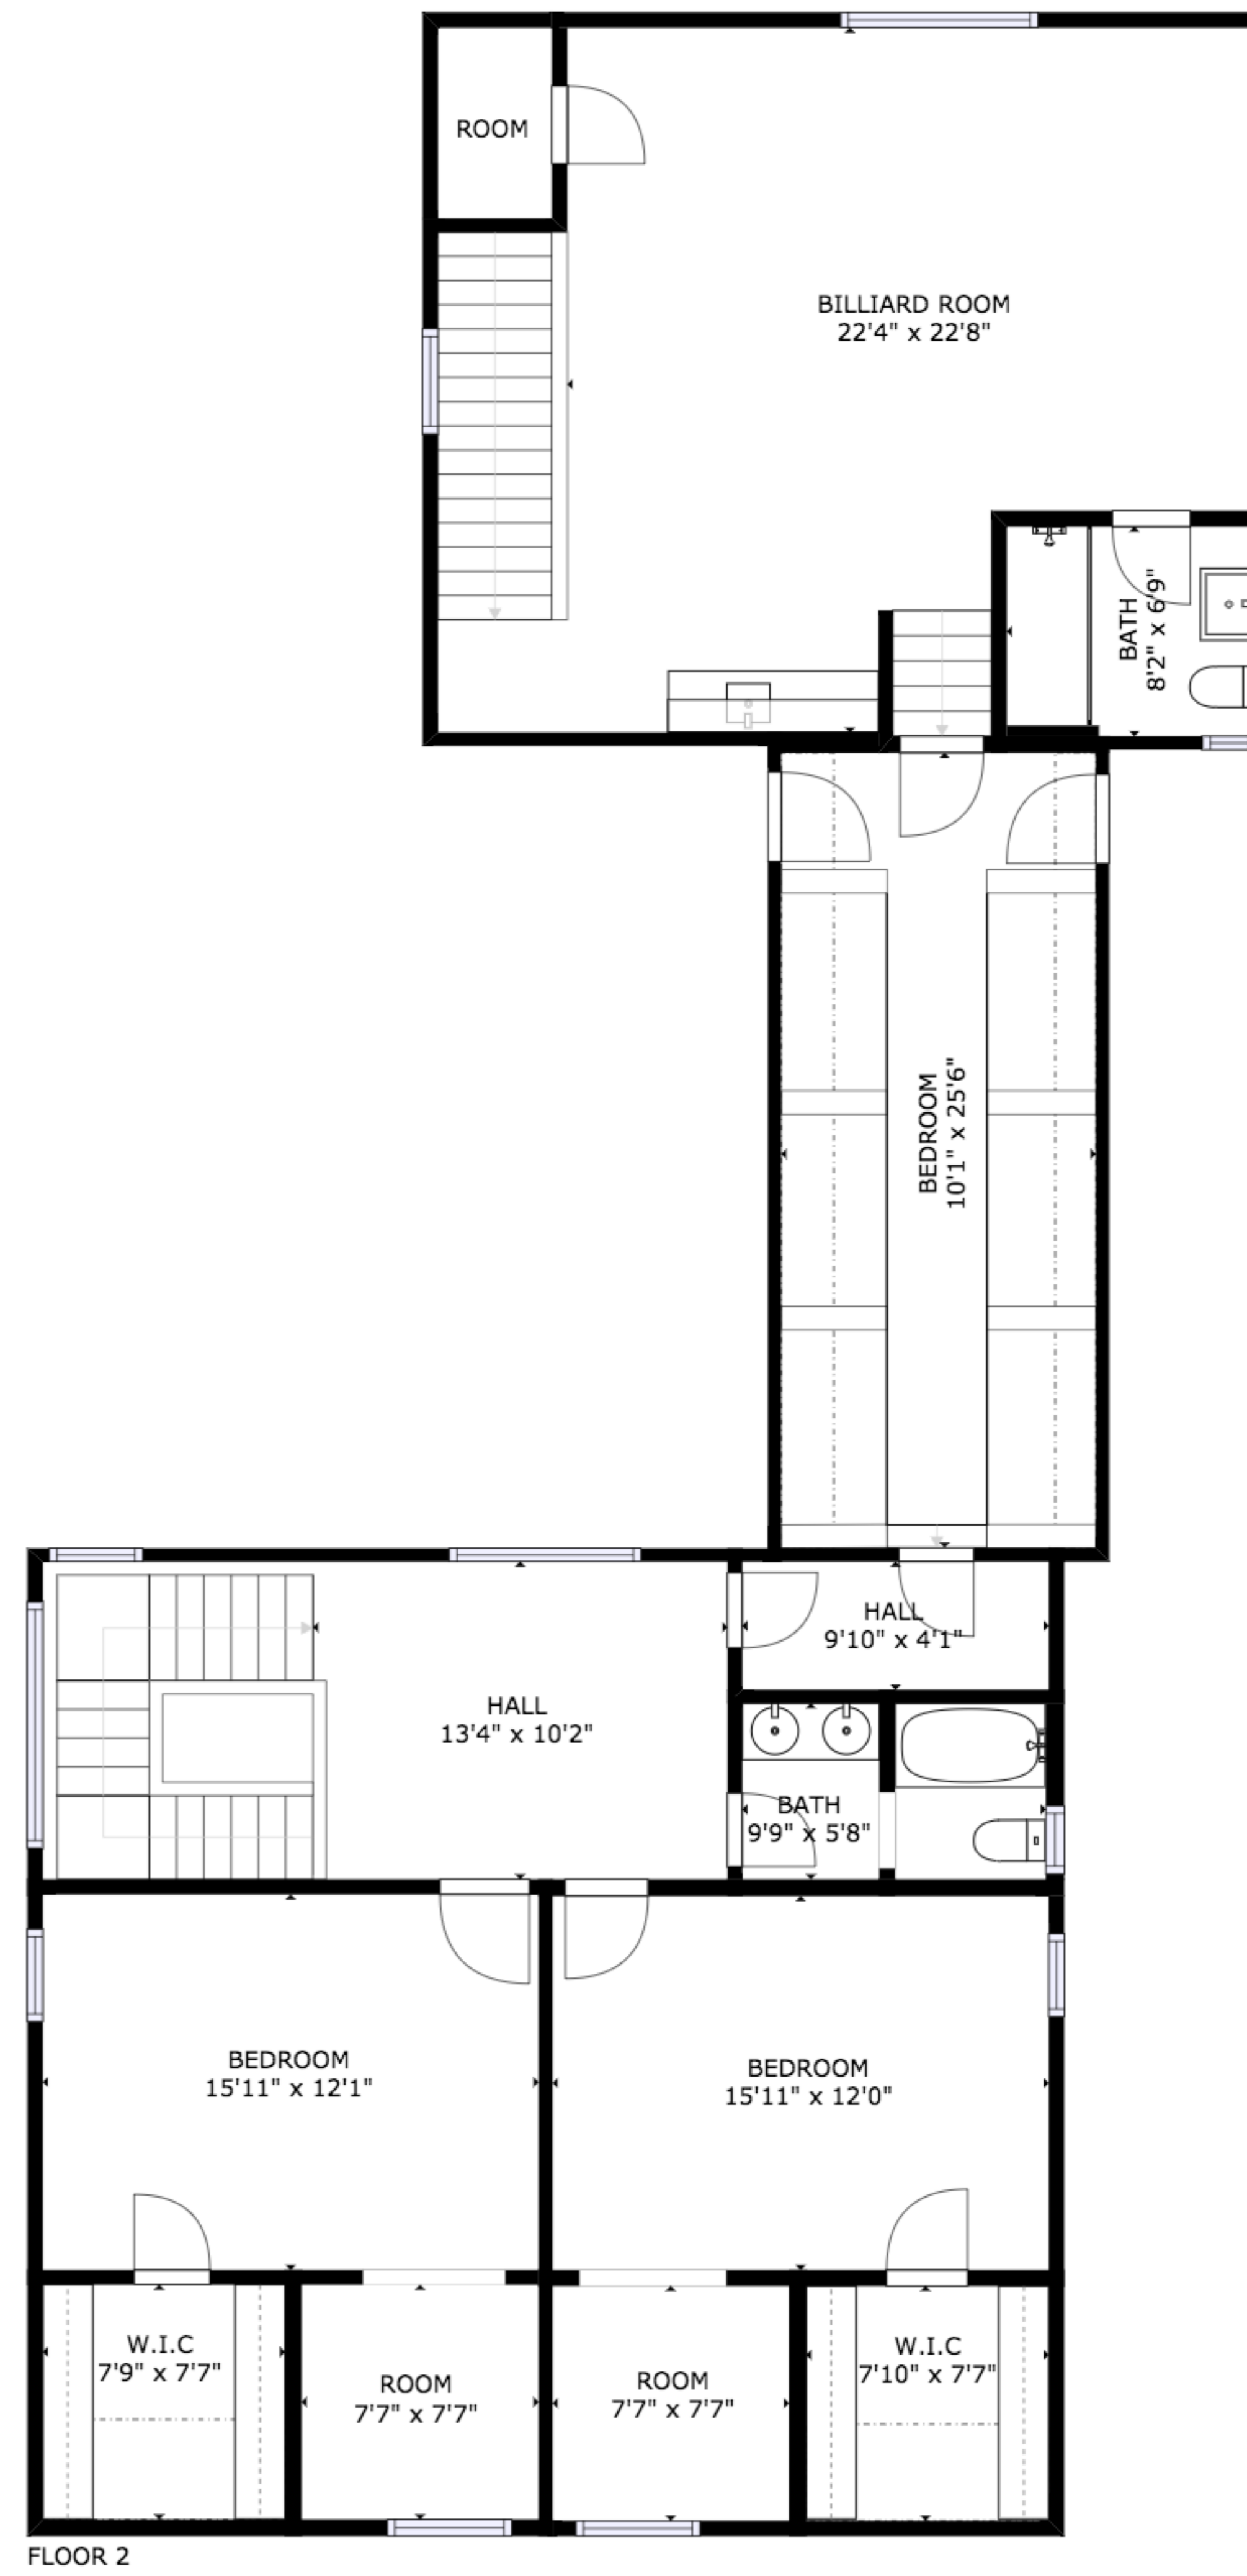 ROOM
BILLIARD ROOM
22'4" x 22'8"
BATH
8'2" x 6'9"
BEDROOM
10'1" x 25'6"
HALL
9'10" x 4'1"
HALL
13'4" x 10'2"
BATH
9'9" x 5'8"
BEDROOM
15'11" x 12'1"
BEDROOM
15'11" x 12'0"
W.I.C
7'9" x 7'7"
ROOM
7'7" x 7'7"
ROOM
7'7" x 7'7"
W.I.C
7'10" x 7'7"
FLOOR 2